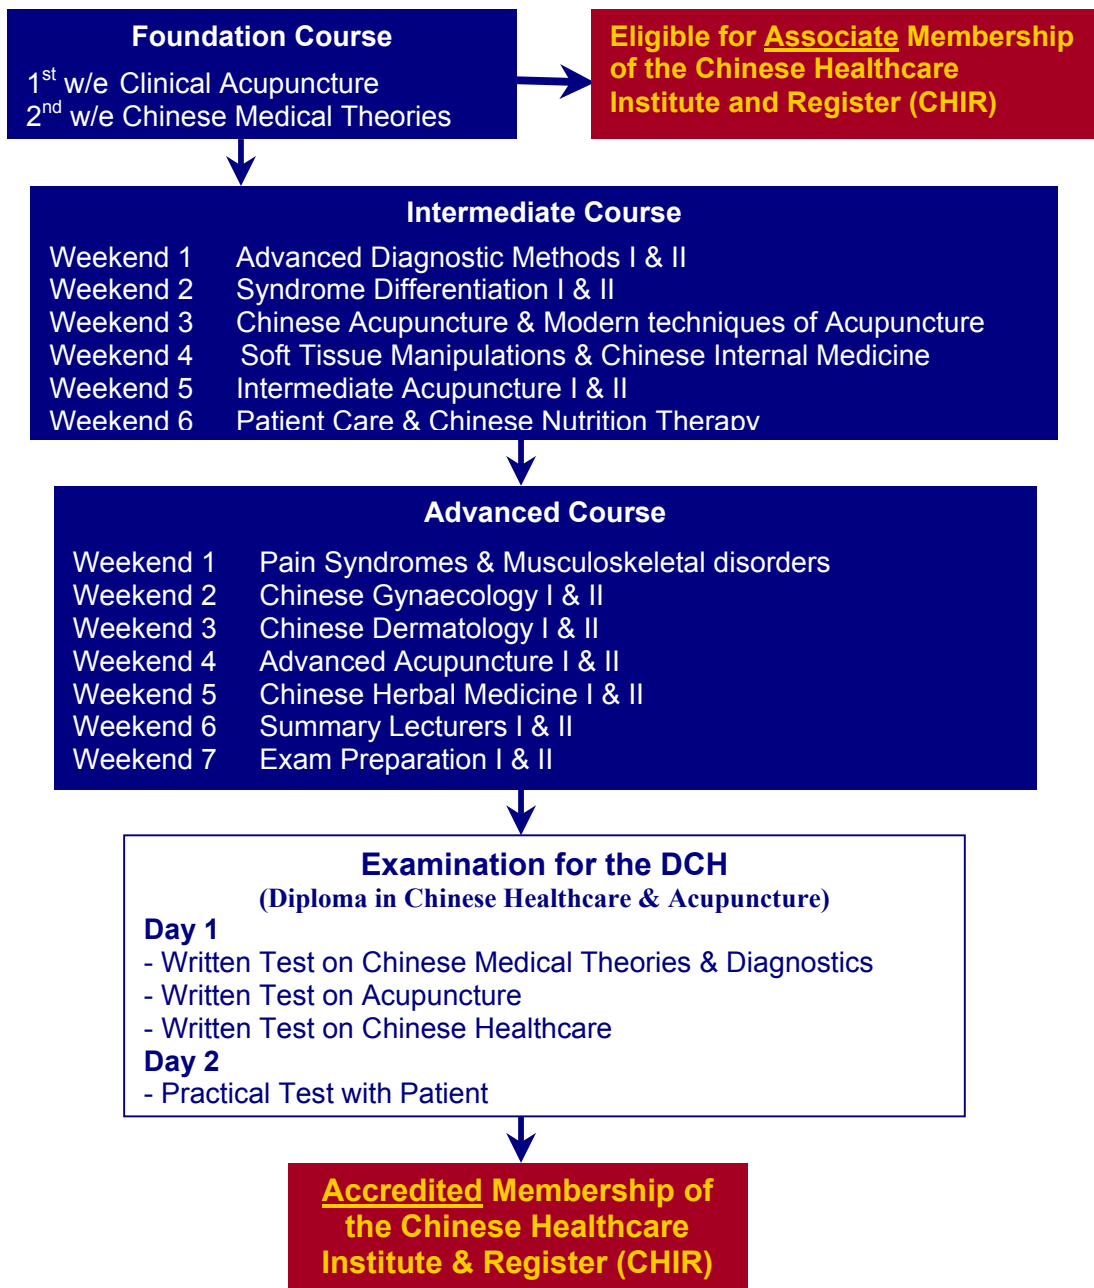 Foundation Course
1st w/e Clinical Acupuncture
2nd w/e Chinese Medical Theories
Eligible for Associate Membership
of the Chinese Healthcare
Institute and Register (CHIR)
Intermediate Course
Weekend 1 Advanced Diagnostic Methods I & II
Weekend 2 Syndrome Differentiation I & II
Weekend 3 Chinese Acupuncture & Modern techniques of Acupuncture
Weekend 4 Soft Tissue Manipulations & Chinese Internal Medicine
Weekend 5 Intermediate Acupuncture I & II
Weekend 6 Patient Care & Chinese Nutrition Therapy
Advanced Course
Weekend 1 Pain Syndromes & Musculoskeletal disorders
Weekend 2 Chinese Gynaecology I & II
Weekend 3 Chinese Dermatology I & II
Weekend 4 Advanced Acupuncture I & II
Weekend 5 Chinese Herbal Medicine I & II
Weekend 6 Summary Lecturers I & II
Weekend 7 Exam Preparation I & II
Examination for the DCH
(Diploma in Chinese Healthcare & Acupuncture)
Day 1
- Written Test on Chinese Medical Theories & Diagnostics
- Written Test on Acupuncture
- Written Test on Chinese Healthcare
Day 2
- Practical Test with Patient
Accredited Membership of
the Chinese Healthcare
Institute & Register (CHIR)